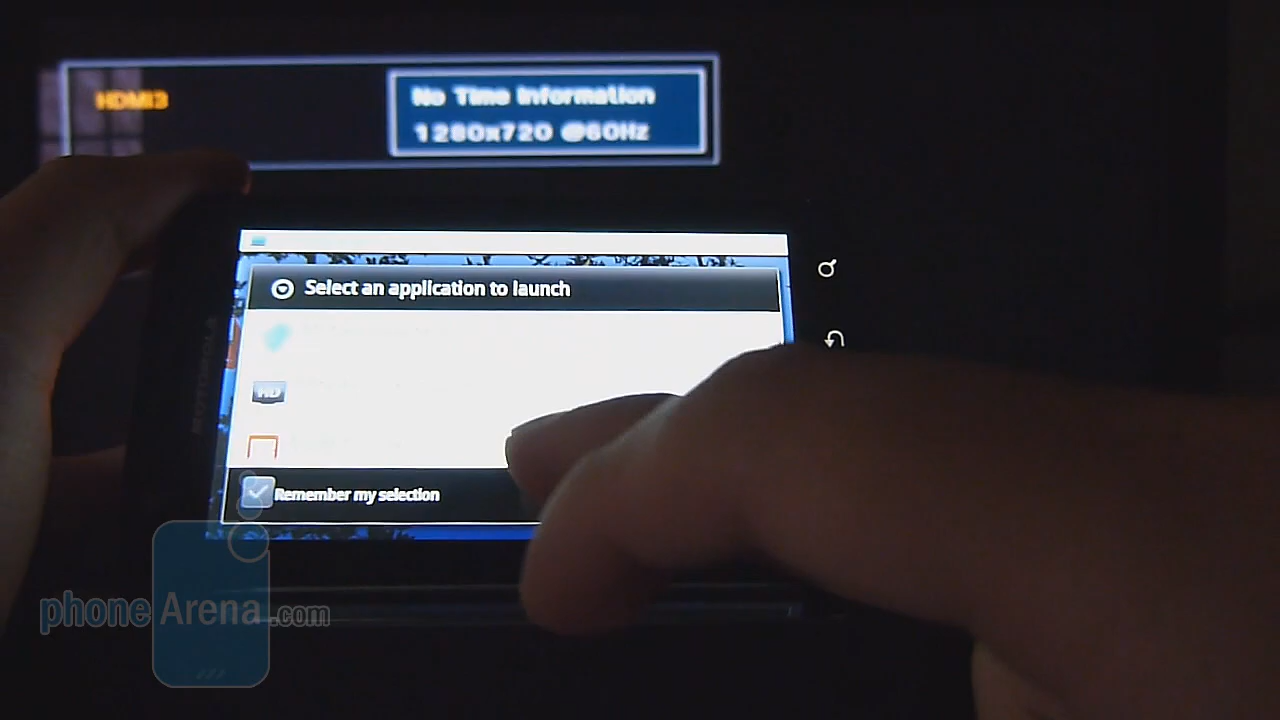 HDMI3
No Time Information
1280x720 @60Hz
Select an application to launch
HD
Remember my selection
MOTOROLA
phoneArena.com